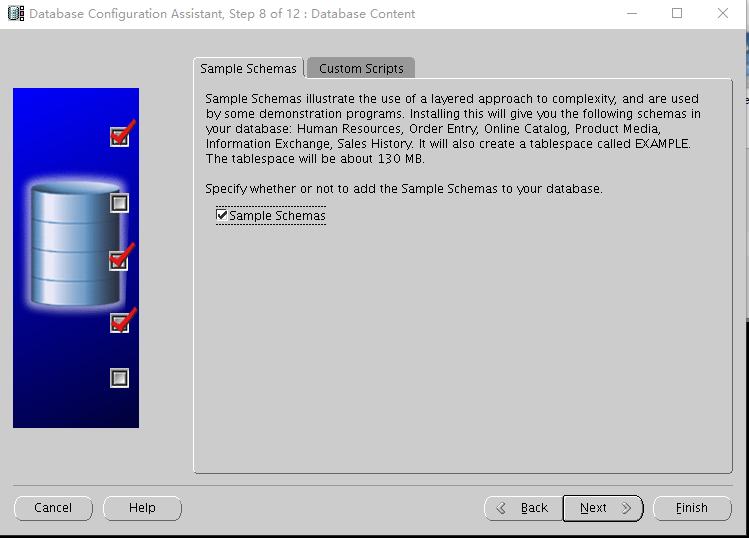 Database Configuration Assistant, Step 8 of 12 : Database Content
Sample Schemas
Custom Scripts
Sample Schemas illustrate the use of a layered approach to complexity, and are used
by some demonstration programs. Installing this will give you the following schemas in
your database: Human Resources, Order Entry, Online Catalog, Product Media,
Information Exchange, Sales History. It will also create a tablespace called EXAMPLE.
The tablespace will be about 130 MB.
Specify whether or not to add the Sample Schemas to your database.
Sample Schemas
Cancel
Help
Back
Next
Finish